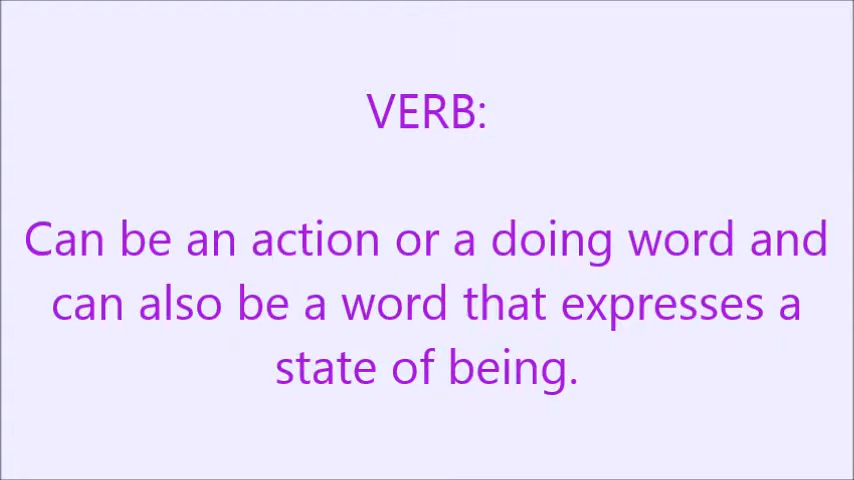 VERB:
Can be an action or a doing word and
can also be a word that expresses a
state of being.